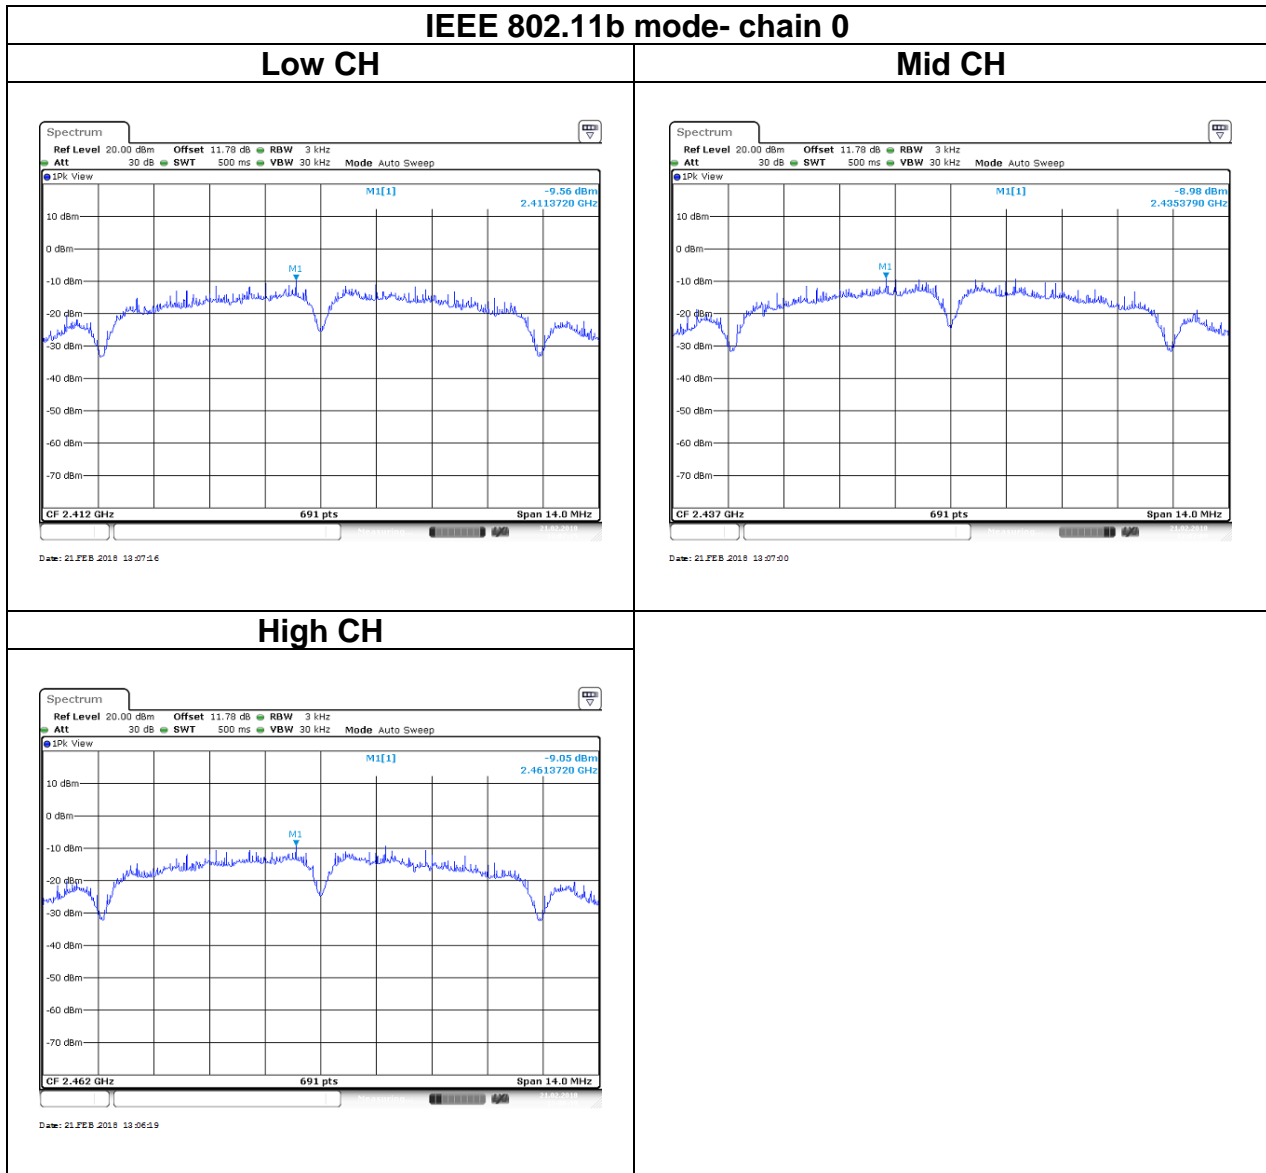 IEEE 802.11b mode- chain 0
Low CH
Mid CH
Spectrum
Ref Level 20.00 dBm Offset 11.78 dB RBW 3 kHz
Att 30 dB SWT 500 ms VBW 30 kHz Mode Auto Sweep
1Pk View
M1[1] -9.56 dBm
2.4113720 GHz
10 dBm
0 dBm
M1
-10 dBm
-20 dBm
-30 dBm
-40 dBm
-50 dBm
-60 dBm
-70 dBm
CF 2.412 GHz 691 pts Span 14.0 MHz
21.02.2018
Date: 21.FEB.2018 13:07:16
Spectrum
Ref Level 20.00 dBm Offset 11.78 dB RBW 3 kHz
Att 30 dB SWT 500 ms VBW 30 kHz Mode Auto Sweep
1Pk View
M1[1] -8.98 dBm
2.4353790 GHz
10 dBm
0 dBm
M1
-10 dBm
-20 dBm
-30 dBm
-40 dBm
-50 dBm
-60 dBm
-70 dBm
CF 2.437 GHz 691 pts Span 14.0 MHz
21.02.2018
Date: 21.FEB.2018 13:07:00
High CH
Spectrum
Ref Level 20.00 dBm Offset 11.78 dB RBW 3 kHz
Att 30 dB SWT 500 ms VBW 30 kHz Mode Auto Sweep
1Pk View
M1[1] -9.05 dBm
2.4613720 GHz
10 dBm
0 dBm
M1
-10 dBm
-20 dBm
-30 dBm
-40 dBm
-50 dBm
-60 dBm
-70 dBm
CF 2.462 GHz 691 pts Span 14.0 MHz
21.02.2018
Date: 21.FEB.2018 13:06:19